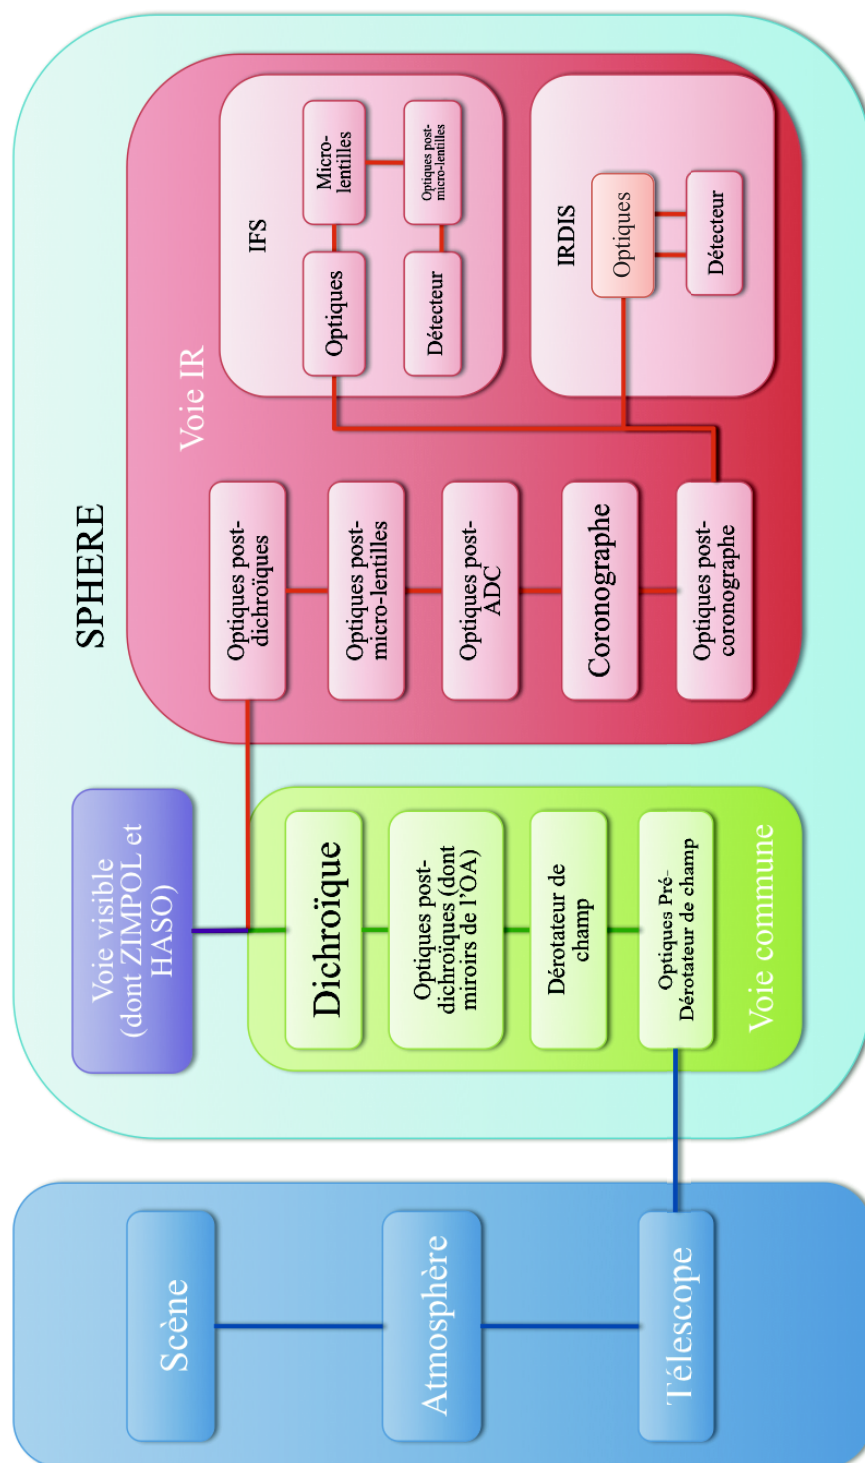 Scène
Atmosphère
Télescope
SPHERE
Voie visible
(dont ZIMPOL et
HASO)
Dichroïque
Optiques post-
dichroïques (dont
miroirs de l'OA)
Dérotateur de
champ
Optiques Pré-
Dérotateur de champ
Voie commune
Voie IR
Optiques post-
dichroïques
Optiques post-
micro-lentilles
Optiques post-
ADC
Coronographe
Optiques post-
coronographe
IFS
Optiques
Micro-
lentilles
Optiques post-
micro-lentilles
Détecteur
IRDIS
Optiques
Détecteur